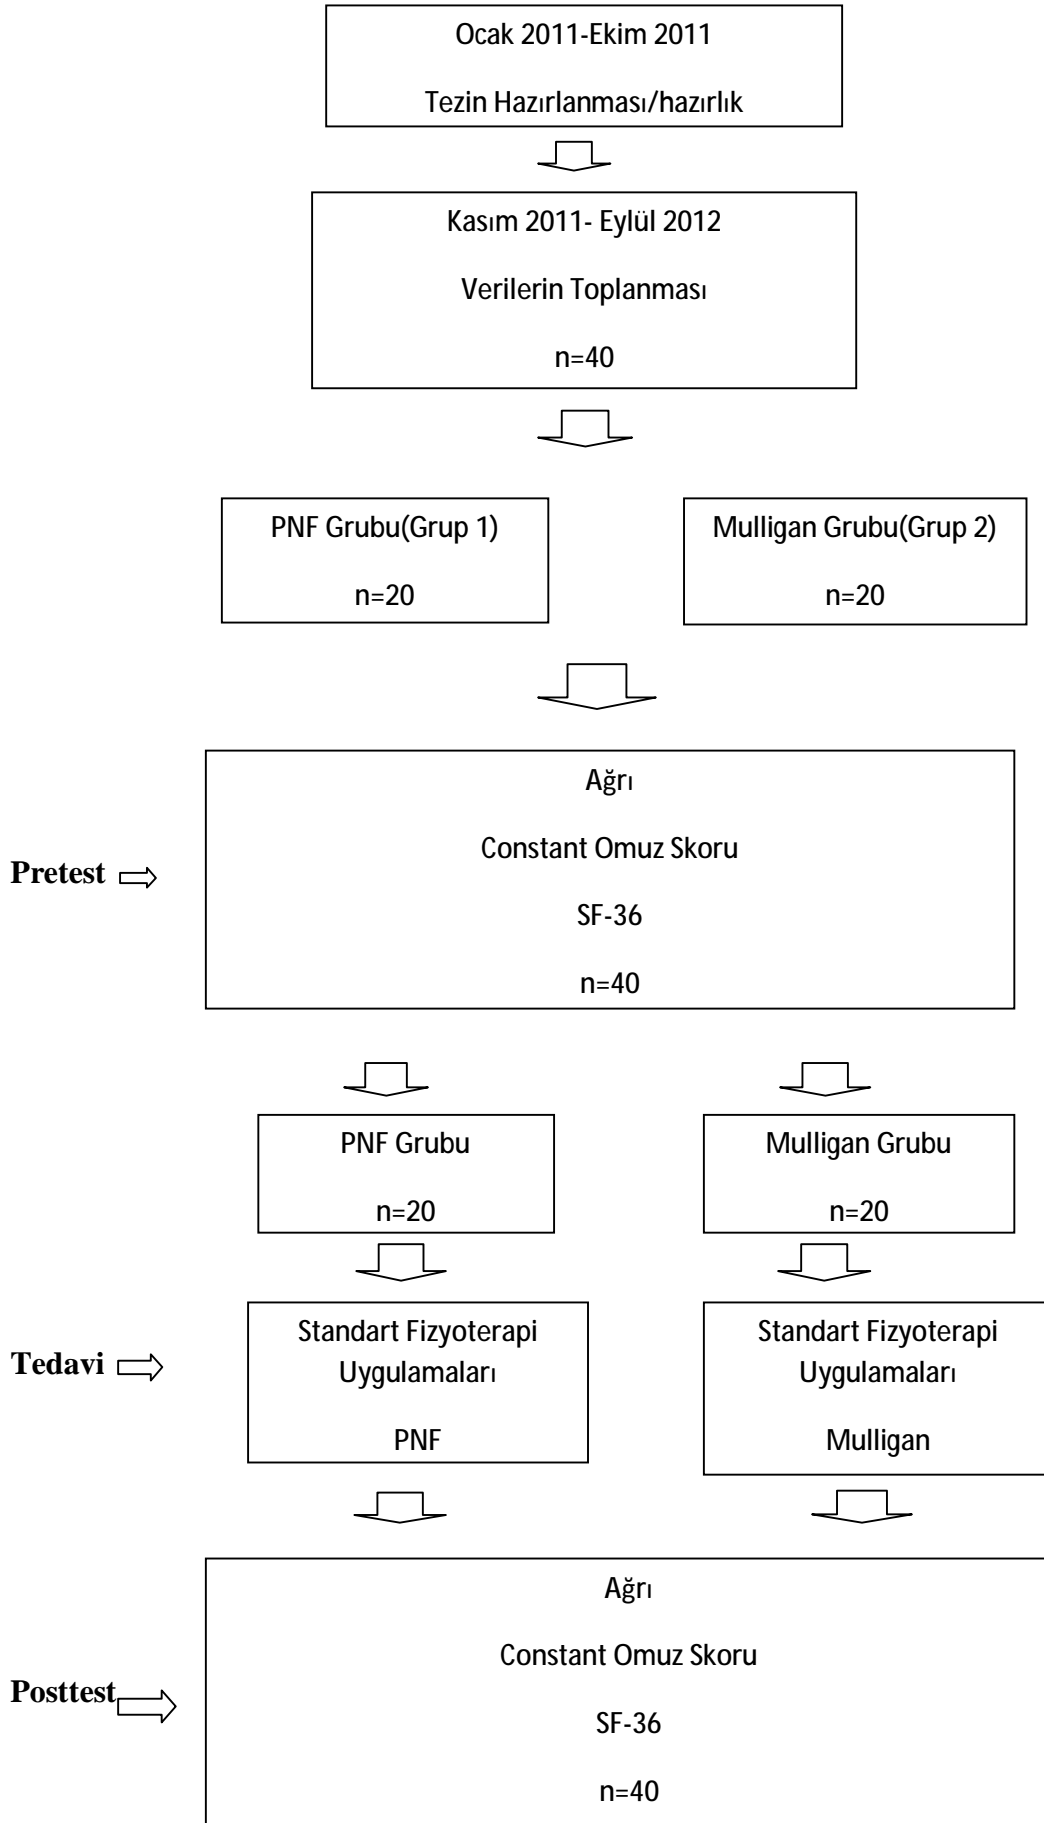 Ocak 2011-Ekim 2011
Tezin Hazırlanması/hazırlık
Kasım 2011- Eylül 2012
Verilerin Toplanması
n=40
PNF Grubu(Grup 1)
n=20
Mulligan Grubu(Grup 2)
n=20
Pretest
Ağrı
Constant Omuz Skoru
SF-36
n=40
PNF Grubu
n=20
Mulligan Grubu
n=20
Tedavi
Standart Fizyoterapi
Uygulamaları
PNF
Standart Fizyoterapi
Uygulamaları
Mulligan
Posttest
Ağrı
Constant Omuz Skoru
SF-36
n=40